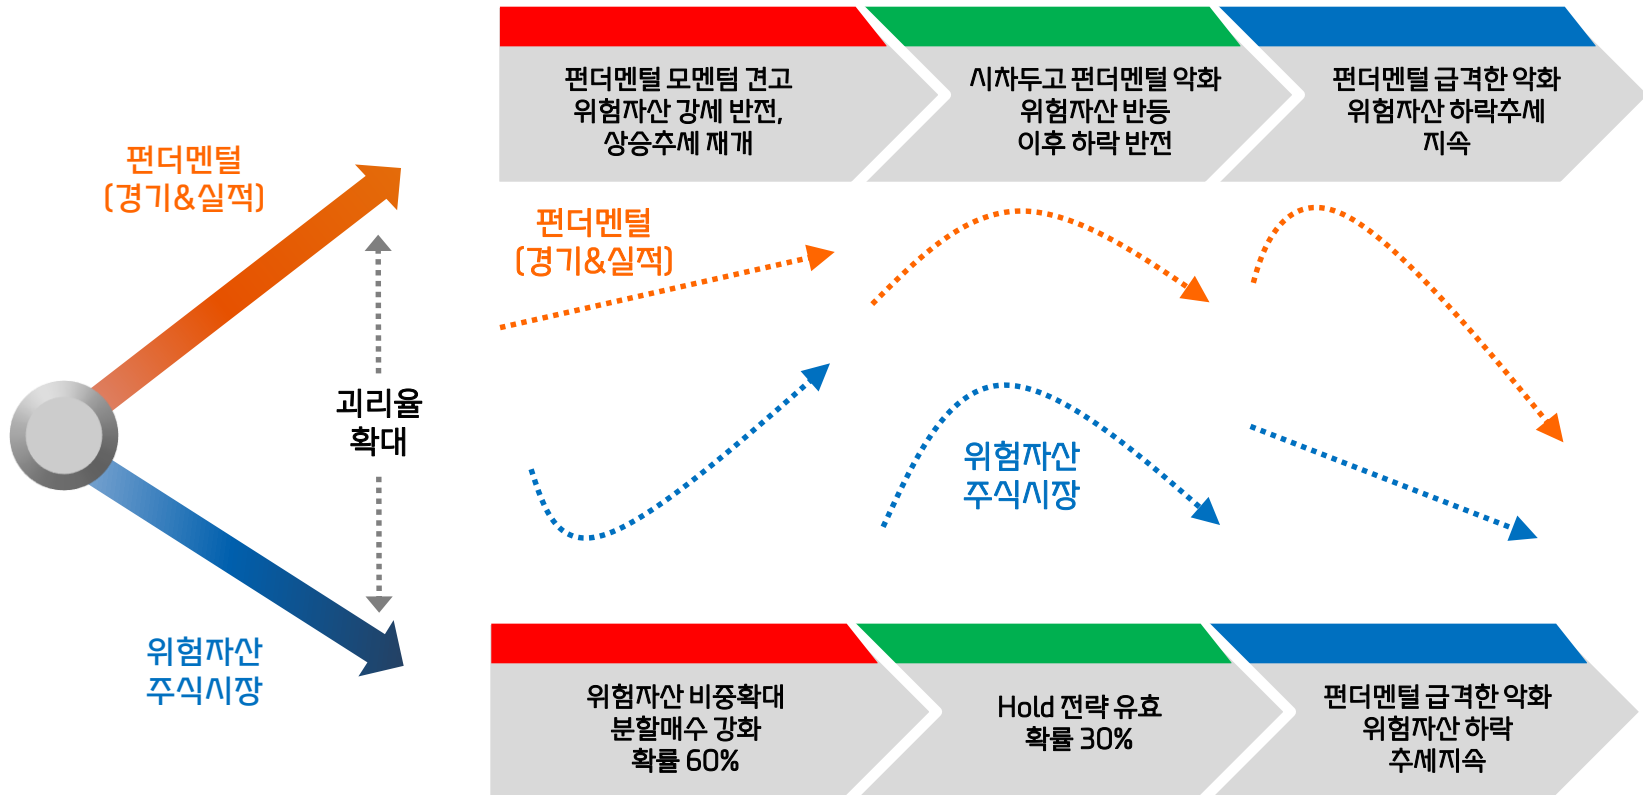 펀더멘털
(경기&실적)
괴리율
확대
위험자산
주식시장
펀더멘털 모멘텀 견고
위험자산 강세 반전,
상승추세 재개
시차두고 펀더멘털 악화
위험자산 반등
이후 하락 반전
펀더멘털 급격한 악화
위험자산 하락추세
지속
펀더멘털
(경기&실적)
위험자산
주식시장
위험자산 비중확대
분할매수 강화
확률 60%
Hold 전략 유효
확률 30%
펀더멘털 급격한 악화
위험자산 하락
추세지속